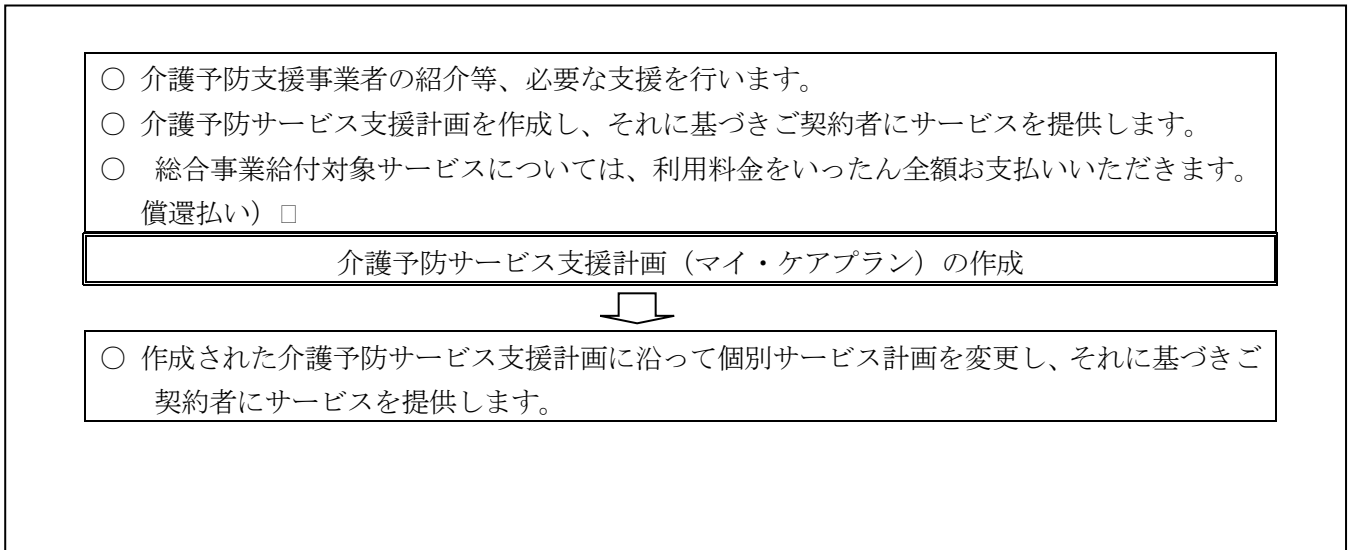 ○ 介護予防支援事業者の紹介等、必要な支援を行います。
○ 介護予防サービス支援計画を作成し、それに基づきご契約者にサービスを提供します。
○ 総合事業給付対象サービスについては、利用料金をいったん全額お支払いいただきます。
償還払い）□
介護予防サービス支援計画（マイ・ケアプラン）の作成
○ 作成された介護予防サービス支援計画に沿って個別サービス計画を変更し、それに基づきご
契約者にサービスを提供します。